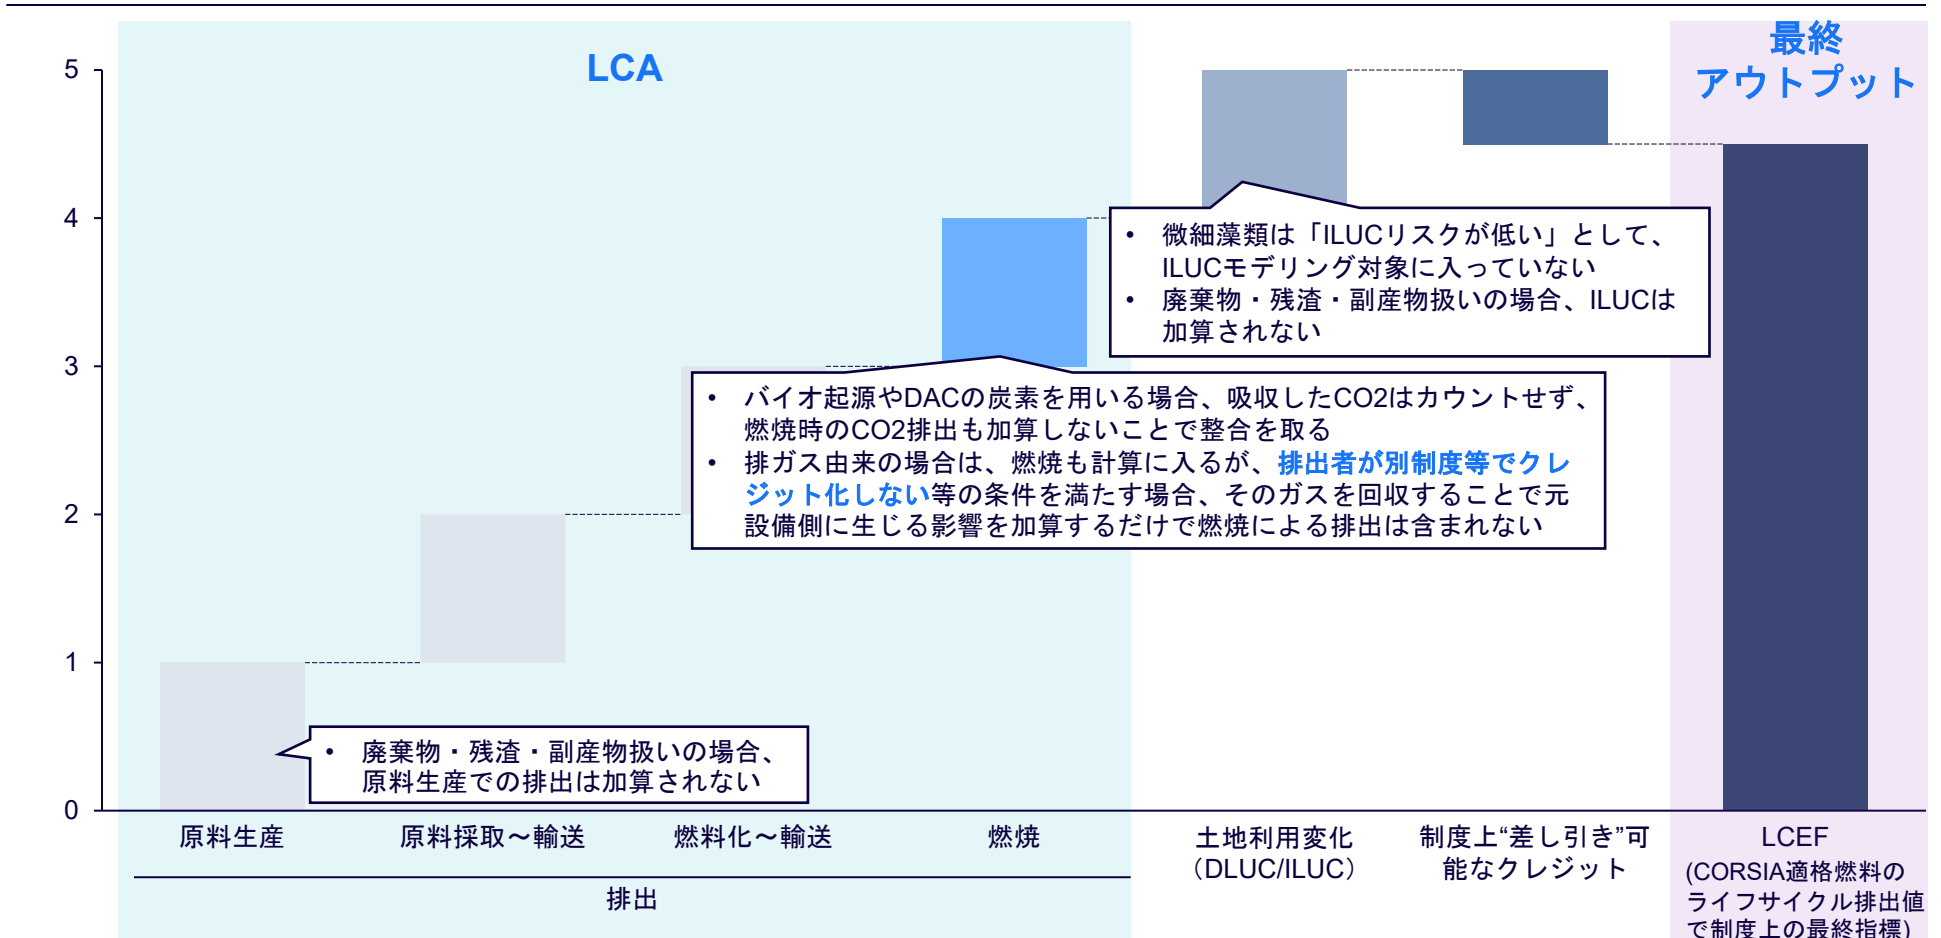 LCA
最終
アウトプット
5
4
3
2
1
0
• 微細藻類は「ILUCリスクが低い」として、
ILUCモデリング対象に入っていない
• 廃棄物・残渣・副産物扱いの場合、ILUCは
加算されない
• バイオ起源やDACの炭素を用いる場合、吸収したCO2はカウントせず、
燃焼時のCO2排出も加算しないことで整合を取る
• 排ガス由来の場合は、燃焼も計算に入るが、排出者が別制度等でクレ
ジット化しない等の条件を満たす場合、そのガスを回収することで元
設備側に生じる影響を加算するだけで燃焼による排出は含まれない
• 廃棄物・残渣・副産物扱いの場合、
原料生産での排出は加算されない
原料生産
原料採取～輸送
燃料化～輸送
燃焼
土地利用変化
（DLUC/ILUC）
制度上“差し引き”可
能なクレジット
LCEF
(CORSIA適格燃料の
ライフサイクル排出値
で制度上の最終指標)
排出